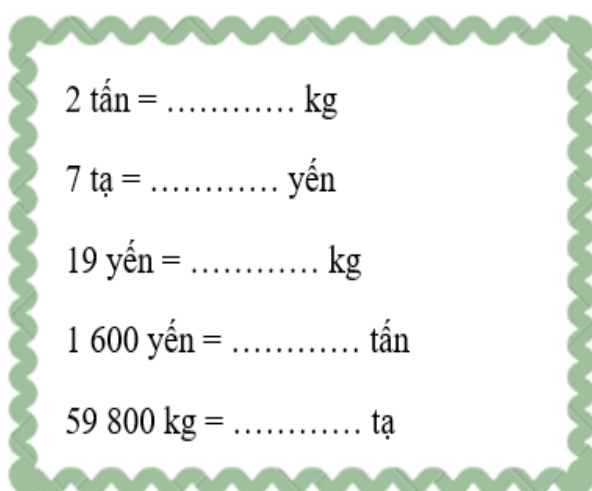 2 tấn = ............ kg
7 tạ = ............ yến
19 yến = ............ kg
1 600 yến = ............ tấn
59 800 kg = ............ tạ